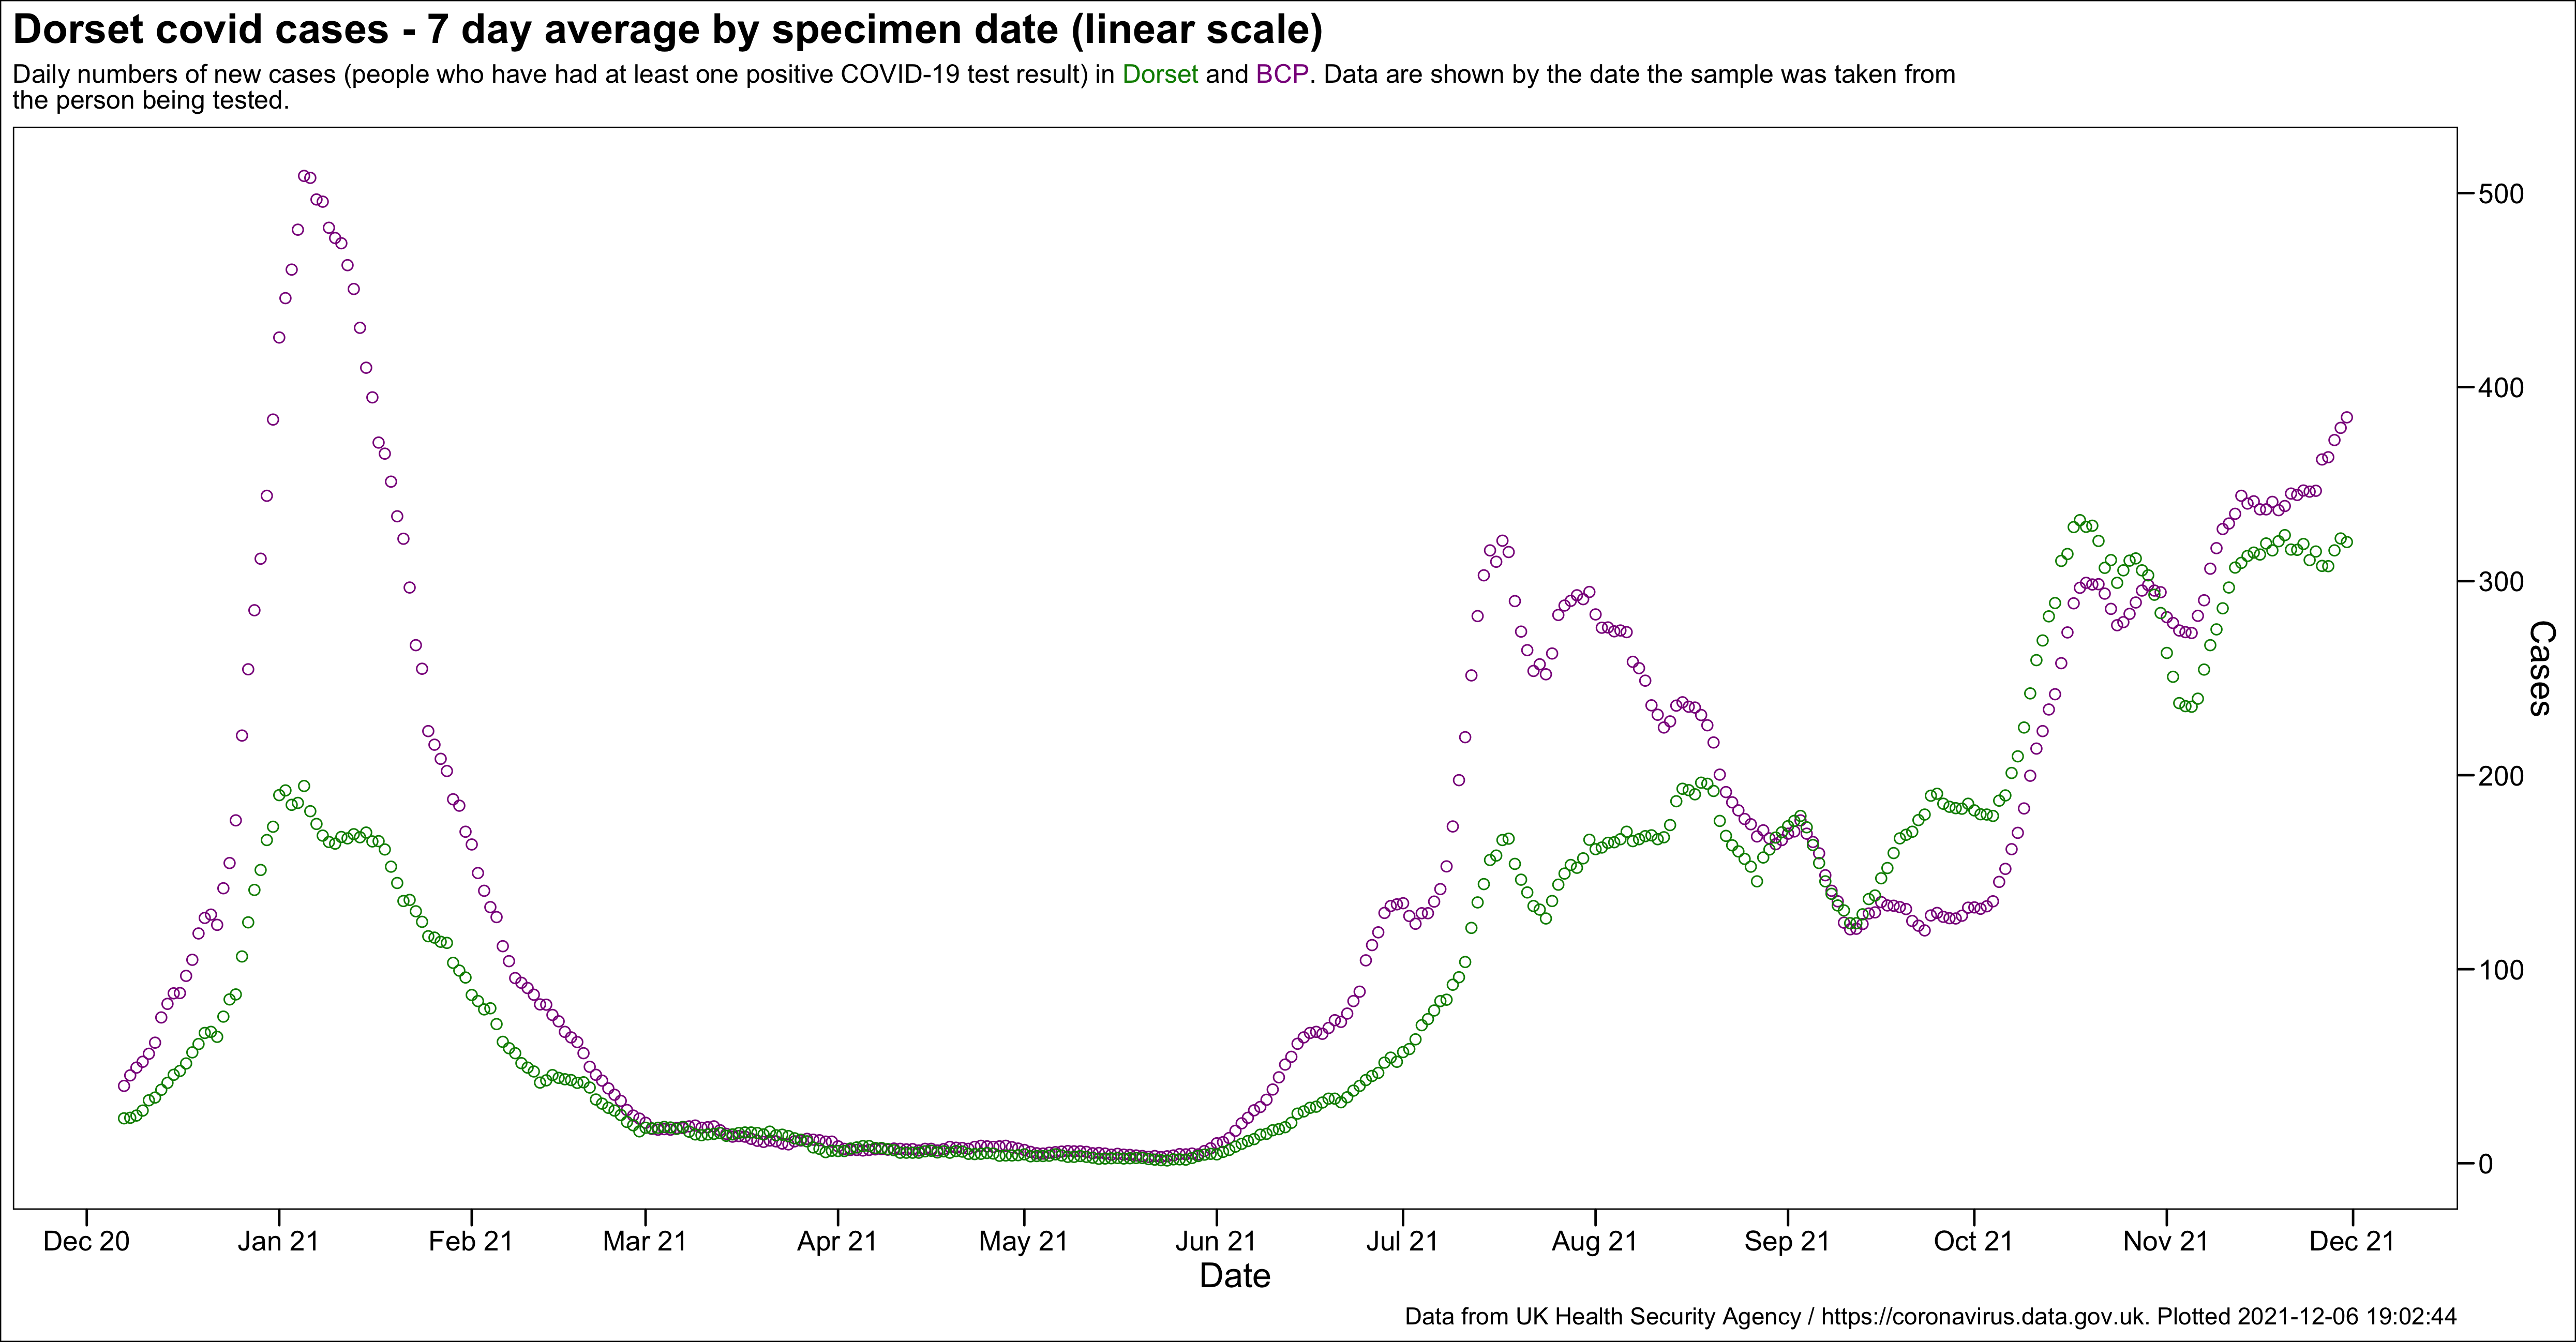 Dorset covid cases - 7 day average by specimen date (linear scale)
Daily numbers of new cases (people who have had at least one positive COVID-19 test result) in Dorset and BCP. Data are shown by the date the sample was taken from
the person being tested.
500
400
300
200
100
0
Cases
Dec 20 Jan 21 Feb 21 Mar 21 Apr 21 May 21 Jun 21 Jul 21 Aug 21 Sep 21 Oct 21 Nov 21 Dec 21
Date
Data from UK Health Security Agency / https://coronavirus.data.gov.uk. Plotted 2021-12-06 19:02:44